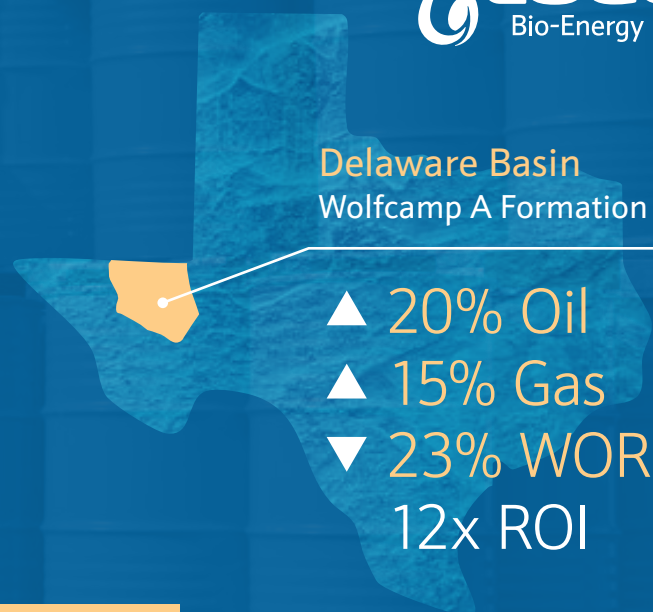 Bio-Energy
Delaware Basin
Wolfcamp A Formation
▲ 20% Oil
▲ 15% Gas
▼ 23% WOR
12x ROI